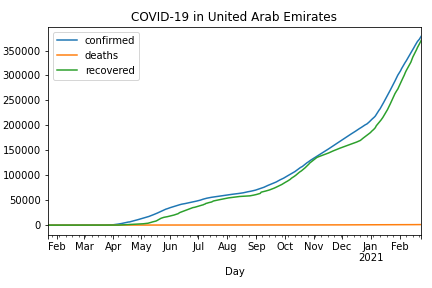 COVID-19 in United Arab Emirates
confirmed
deaths
recovered
350000
300000
250000
200000
150000
100000
50000
0
Feb Mar Apr May Jun Jul Aug Sep Oct Nov Dec Jan Feb
2021
Day